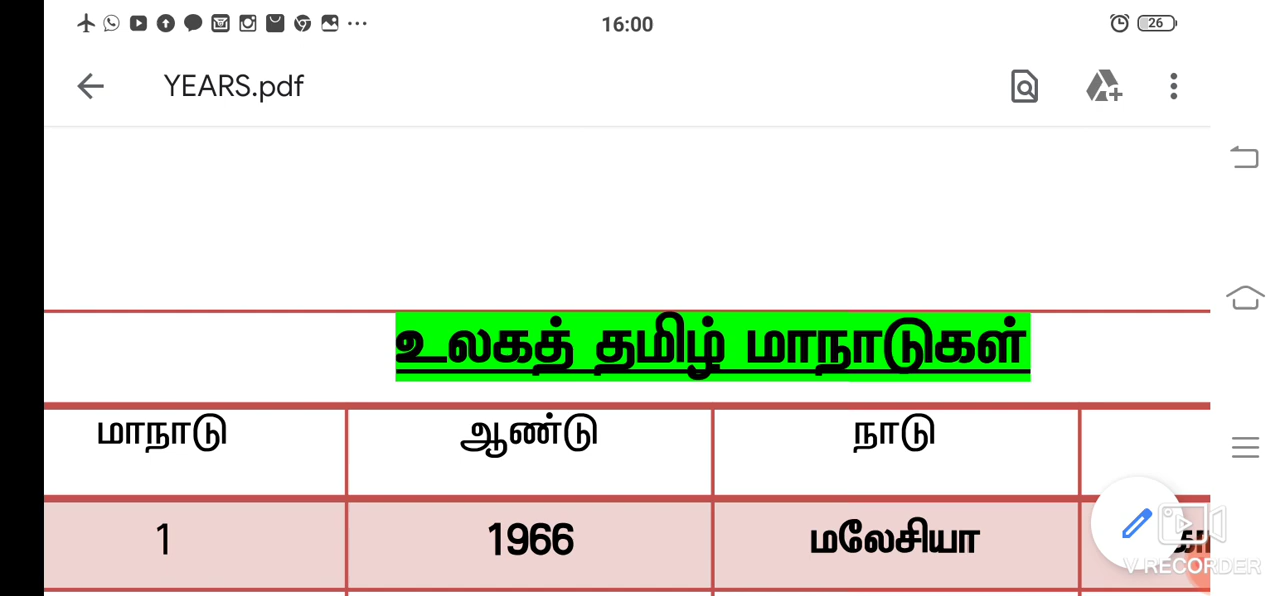 16:00
26
YEARS.pdf
உலகத் தமிழ் மாநாடுகள்
மாநாடு ஆண்டு நாடு
1 1966 மலேசியா
V RECORDER